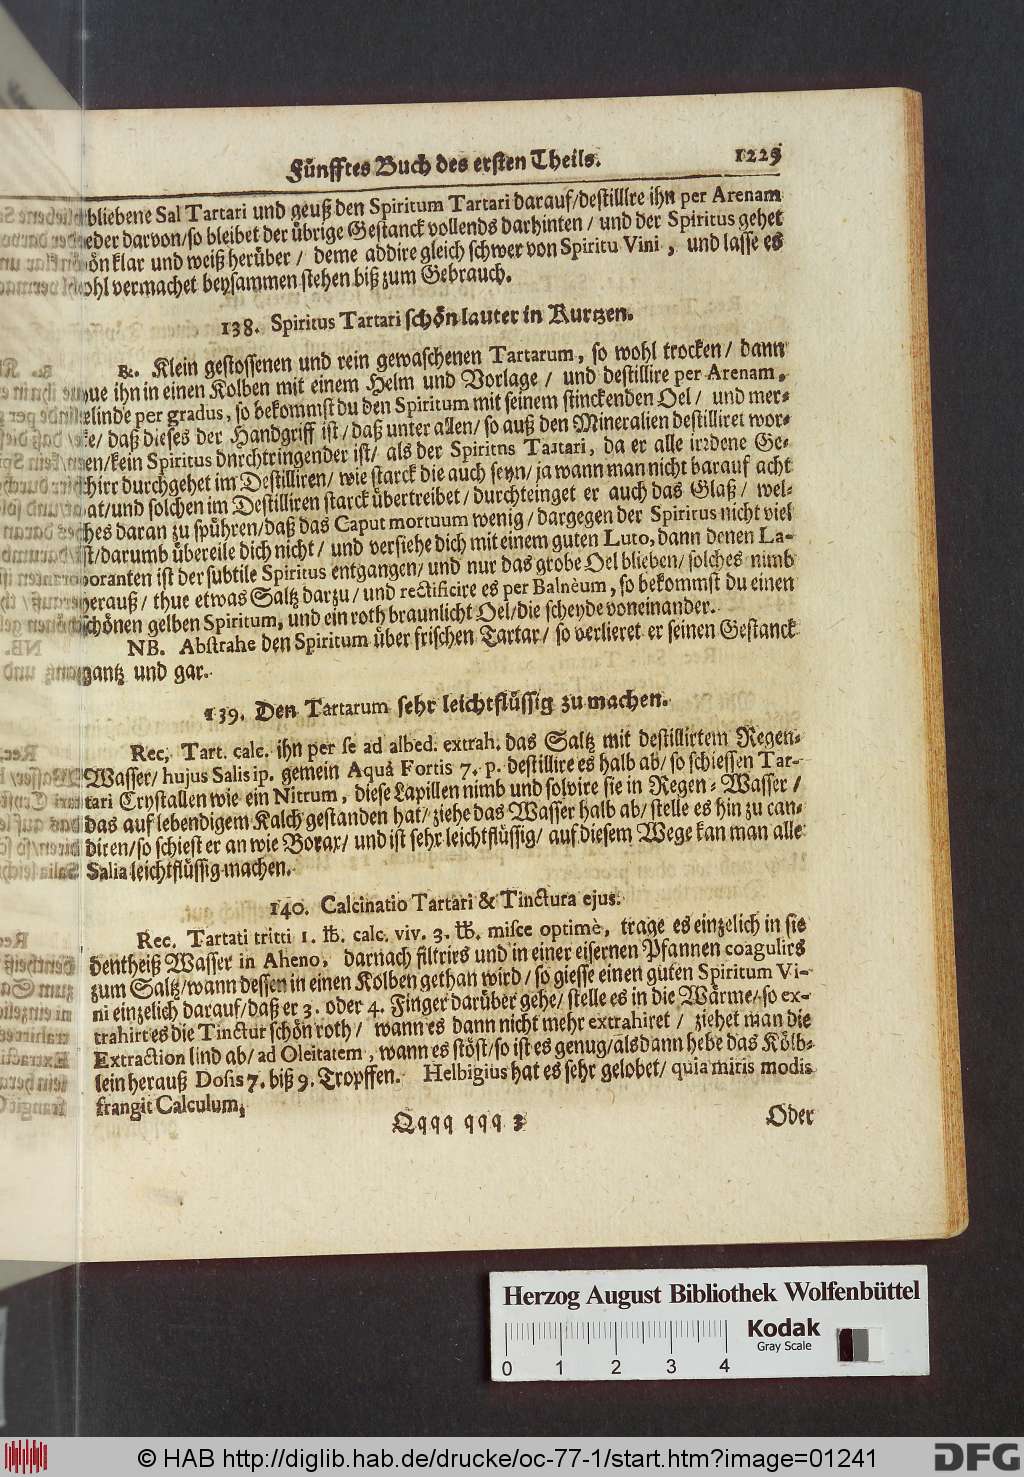 Fünfftes Buch des ersten Theils. 1225
bliebene Sal Tartari und geuß den Spiritum Tartari darauf/destillire ihn per Arenam
eder darvon/so bleibet der übrige Gestanck vollends darhinten / und der Spiritus gehet
ön klar und weiß herüber / deme addire gleich schwer von Spiritu Vini, und lasse es
ohl vermachet beysammen stehen biß zum Gebrauch.
138. Spiritus Tartari schön lauter in Kurtzen.
℞. Klein gestossenen und rein gewaschenen Tartarum, so wohl trocken/ dann
hue ihn in einen Kolben mit einem Helm und Vorlage / und destillire per Arenam,
elinde per gradus, so bekommst du den Spiritum mit seinem stinckenden Oel / und mer-
ke/ daß dieses der Handgriff ist/ daß unter allen/ so auß den Mineralien destilliret wor-
en/kein Spiritus dnrchtringender ist/ als der Spiritns Tartari, da er alle irrdene Ge-
hirr durchgehet im Destilliren/ wie starck die auch seyn/ ja wann man nicht darauf acht
at/und solchen im Destilliren starck übertreibet/ durchteinget er auch das Glaß/ wel-
hes daran zu spühren/daß das Caput mortuum wenig/ dargegen der Spiritus nicht viel
st/darumb übereile dich nicht/ und versiehe dich mit einem guten Luto, dann denen La-
boranten ist der subtile Spiritus entgangen/ und nur das grobe Oel blieben/ solches nimb
herauß/ thue etwas Saltz darzu/ und rectificire es per Balnèum, so bekommst du einen
schönen gelben Spiritum, und ein roth braunlicht Oel/die scheyde voneinander.
NB. Abstrahe den Spiritum über frischen Tartar/ so verlieret er seinen Gestanck
gantz und gar.
139. Den Tartarum sehr leichtflüssig zu machen.
Rec, Tart. calc. ihn per se ad albed. extrah. das Saltz mit destillirtem Regen-
Wasser/ hujus Salis ip. gemein Aquâ Fortis 7. p. destillire es halb ab/ so schiessen Tar-
tari Crystallen wie ein Nitrum, diese Lapillen nimb und solvire sie in Regen-Wasser /
das auf lebendigem Kalch gestanden hat/ ziehe das Wasser halb ab/ stelle es hin zu can-
diren/so schiest er an wie Borax/ und ist sehr leichtflüssig/ auf diesem Wege kan man alle
Salia leichtflüssig machen.
140. Calcinatio Tartari & Tinctura ejus.
Rec. Tartati tritti 1. ℔. calc. viv. 3. ℔. misce optimè, trage es einzelich in sie
dentheiß Wasser in Aheno, darnach filtrirs und in einer eisernen Pfannen coagulirs
zum Saltz/wann dessen in einen Kolben gethan wird/ so giesse einen guten Spiritum Vi-
ni einzelich darauf/daß er 3. oder 4. Finger darüber gehe/ stelle es in die Wärme/ so ex-
trahirt es die Tinctur schön roth/ wann es dann nicht mehr extrahiret / ziehet man die
Extraction lind ab/ ad Oleitatem, wann es stöst/so ist es genug/als dann hebe das Kölb-
lein herauß Dosis 7. biß 9. Tropffen. Helbigius hat es sehr gelobet/ quia miris modis
frangit Calculum,
Qqqq qqq 3 Oder
Herzog August Bibliothek Wolfenbüttel
Kodak
Gray Scale
0 1 2 3 4
© HAB http://diglib.hab.de/drucke/oc-77-1/start.htm?image=01241
DFG